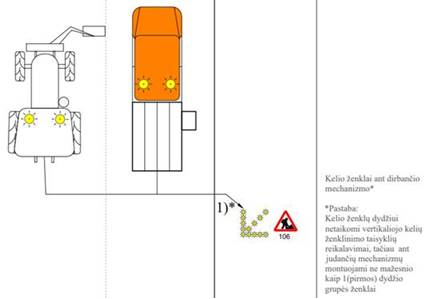 1)*
106
Kelio ženklai ant dirbančio
mechanizmo*
*Pastaba:
Kelio ženklų dydžiui
netaikomi vertikaliojo kelių
ženklinimo taisyklių
reikalavimai, tačiau ant
judančių mechanizmų
montuojami ne mažesnio
kaip 1(pirmos) dydžio
grupės ženklai